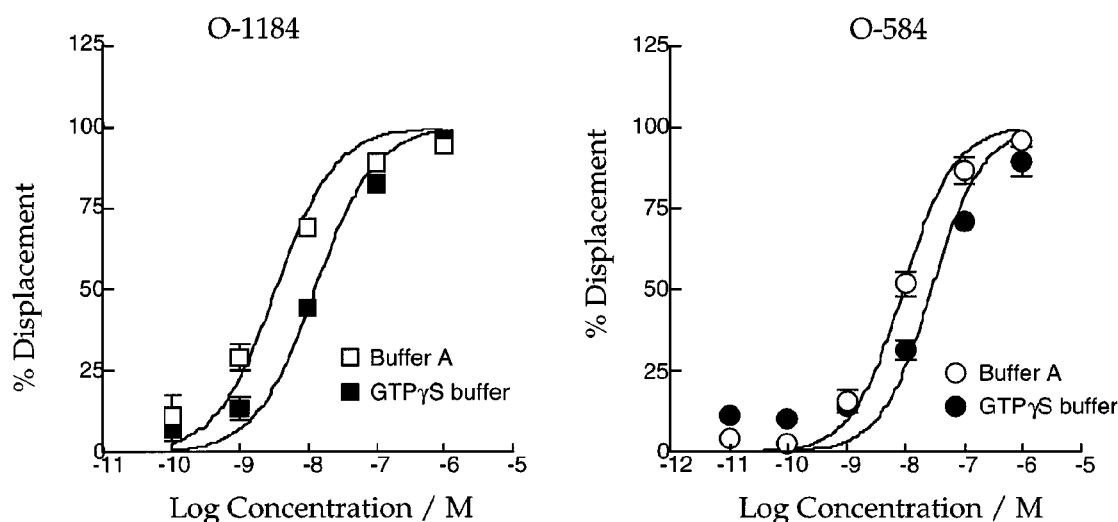 O-1184
125
100
75
50
25
0
% Displacement
-11
-10
-9
-8
-7
-6
-5
Log Concentration / M
Buffer A
GTPγS buffer
O-584
125
100
75
50
25
0
% Displacement
-12
-11
-10
-9
-8
-7
-6
-5
Log Concentration / M
Buffer A
GTPγS buffer